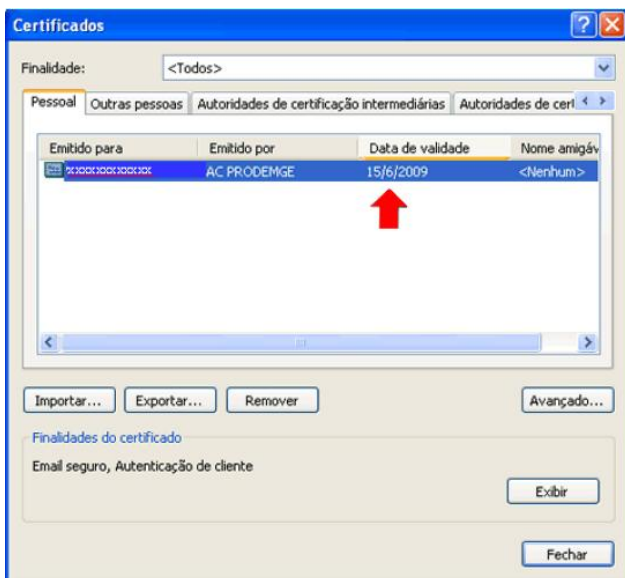 Certificados
Finalidade: <Todos>
Pessoal Outras pessoas Autoridades de certificação intermediárias Autoridades de cert
Emitido para Emitido por Data de validade Nome amigáv
AC PRODEMGE 15/6/2009 <Nenhum>
Importar... Exportar... Remover Avançado...
Finalidades do certificado
Email seguro, Autenticação de cliente
Exibir
Fechar